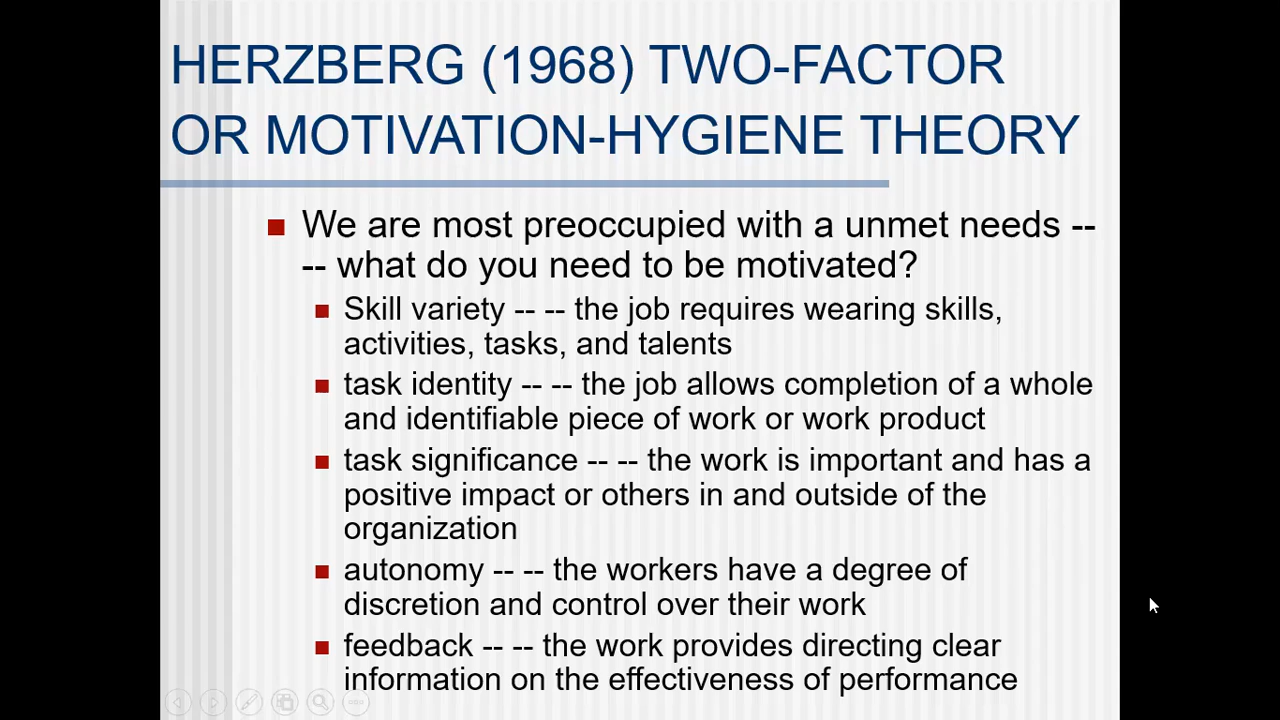 HERZBERG (1968) TWO-FACTOR
OR MOTIVATION-HYGIENE THEORY
We are most preoccupied with a unmet needs --
-- what do you need to be motivated?
Skill variety -- -- the job requires wearing skills,
activities, tasks, and talents
task identity -- -- the job allows completion of a whole
and identifiable piece of work or work product
task significance -- -- the work is important and has a
positive impact or others in and outside of the
organization
autonomy -- -- the workers have a degree of
discretion and control over their work
feedback -- -- the work provides directing clear
information on the effectiveness of performance